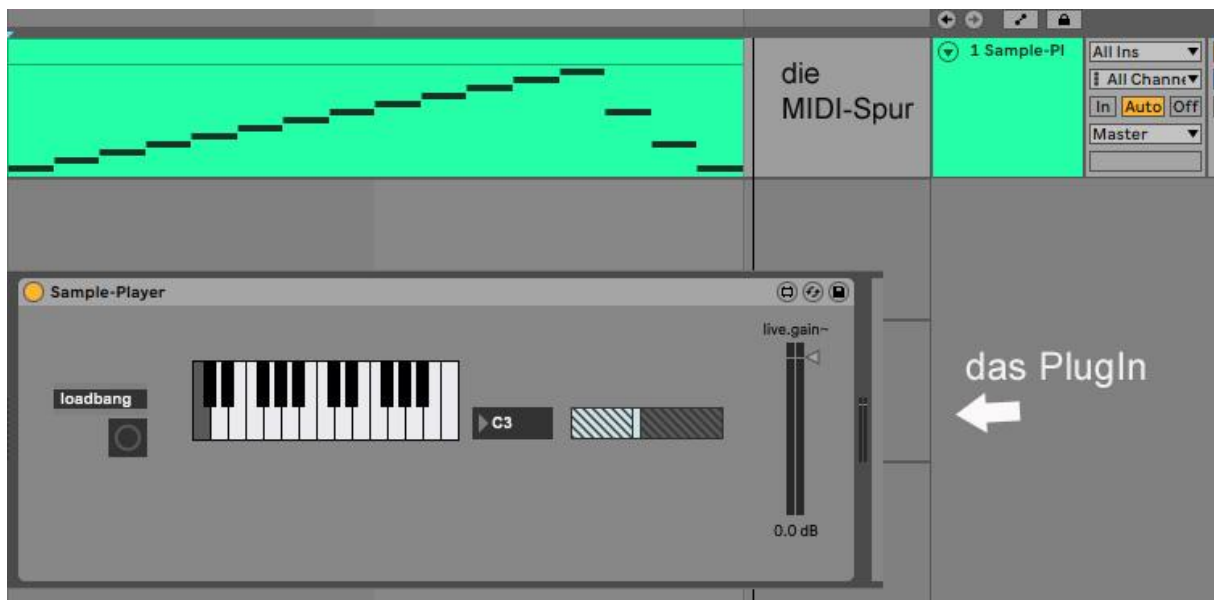 1 Sample-Pl
All Ins
All Channe
In Auto Off
Master
die
MIDI-Spur
Sample-Player
live.gain~
loadbang
C3
0.0 dB
das PlugIn